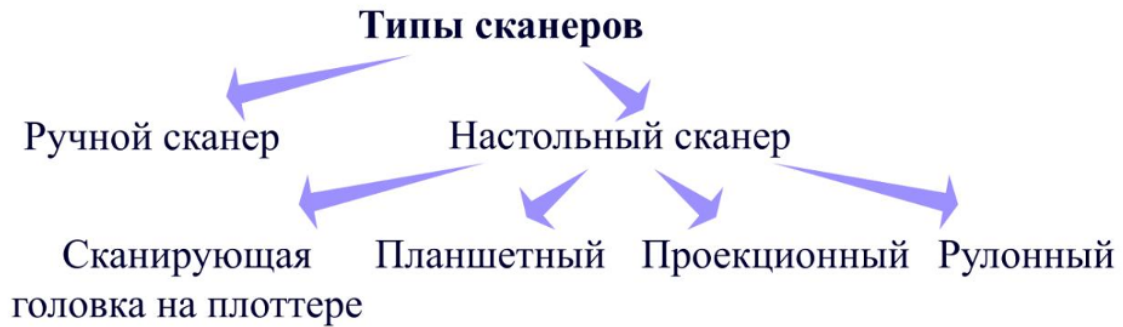 Типы сканеров
Ручной сканер
Настольный сканер
Сканирующая
головка на плоттере
Планшетный
Проекционный
Рулонный